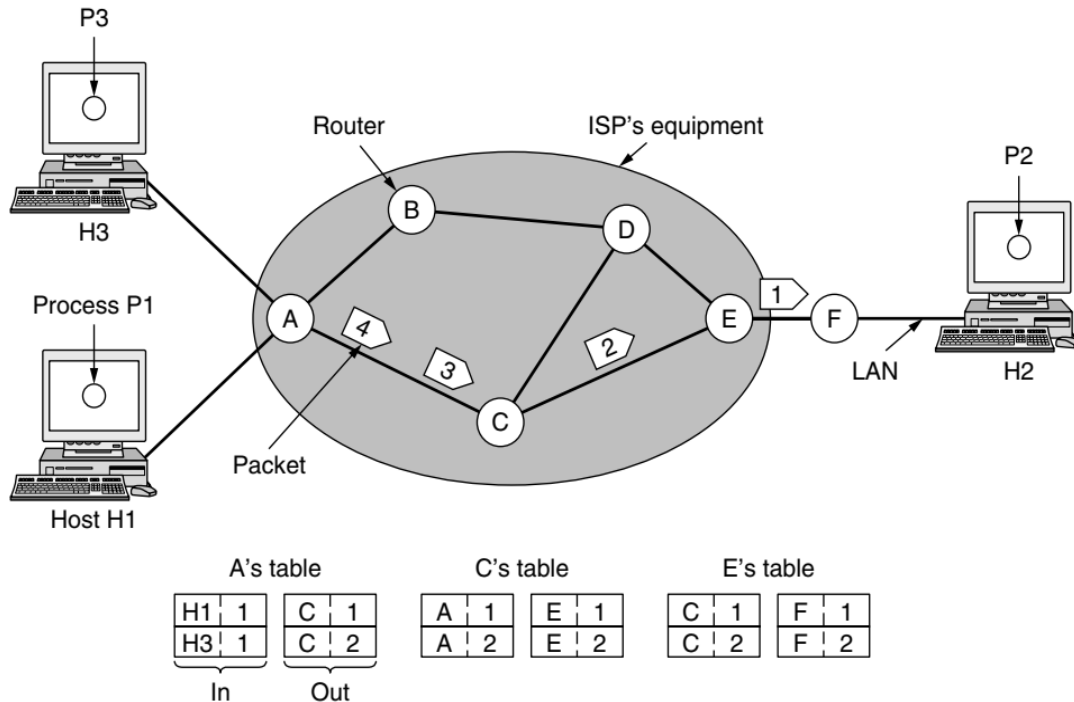 P3
Router
ISP's equipment
P2
B
D
H3
Process P1
A
4
3
2
E
1
F
C
LAN
H2
Packet
Host H1
A's table
C's table
E's table
H1 1 C 1 A 1 E 1 C 1 F 1
H3 1 C 2 A 2 E 2 C 2 F 2
In Out